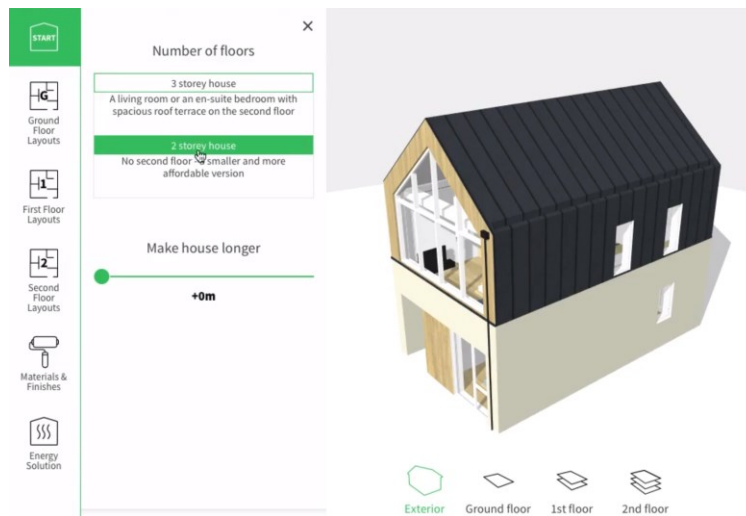 START
G
Ground
Floor
Layouts
1
First Floor
Layouts
2
Second
Floor
Layouts
Materials &
Finishes
Energy
Solution
Number of floors
3 storey house
A living room or an en-suite bedroom with
spacious roof terrace on the second floor
2 storey house
No second floor smaller and more
affordable version
Make house longer
+0m
Exterior
Ground floor
1st floor
2nd floor